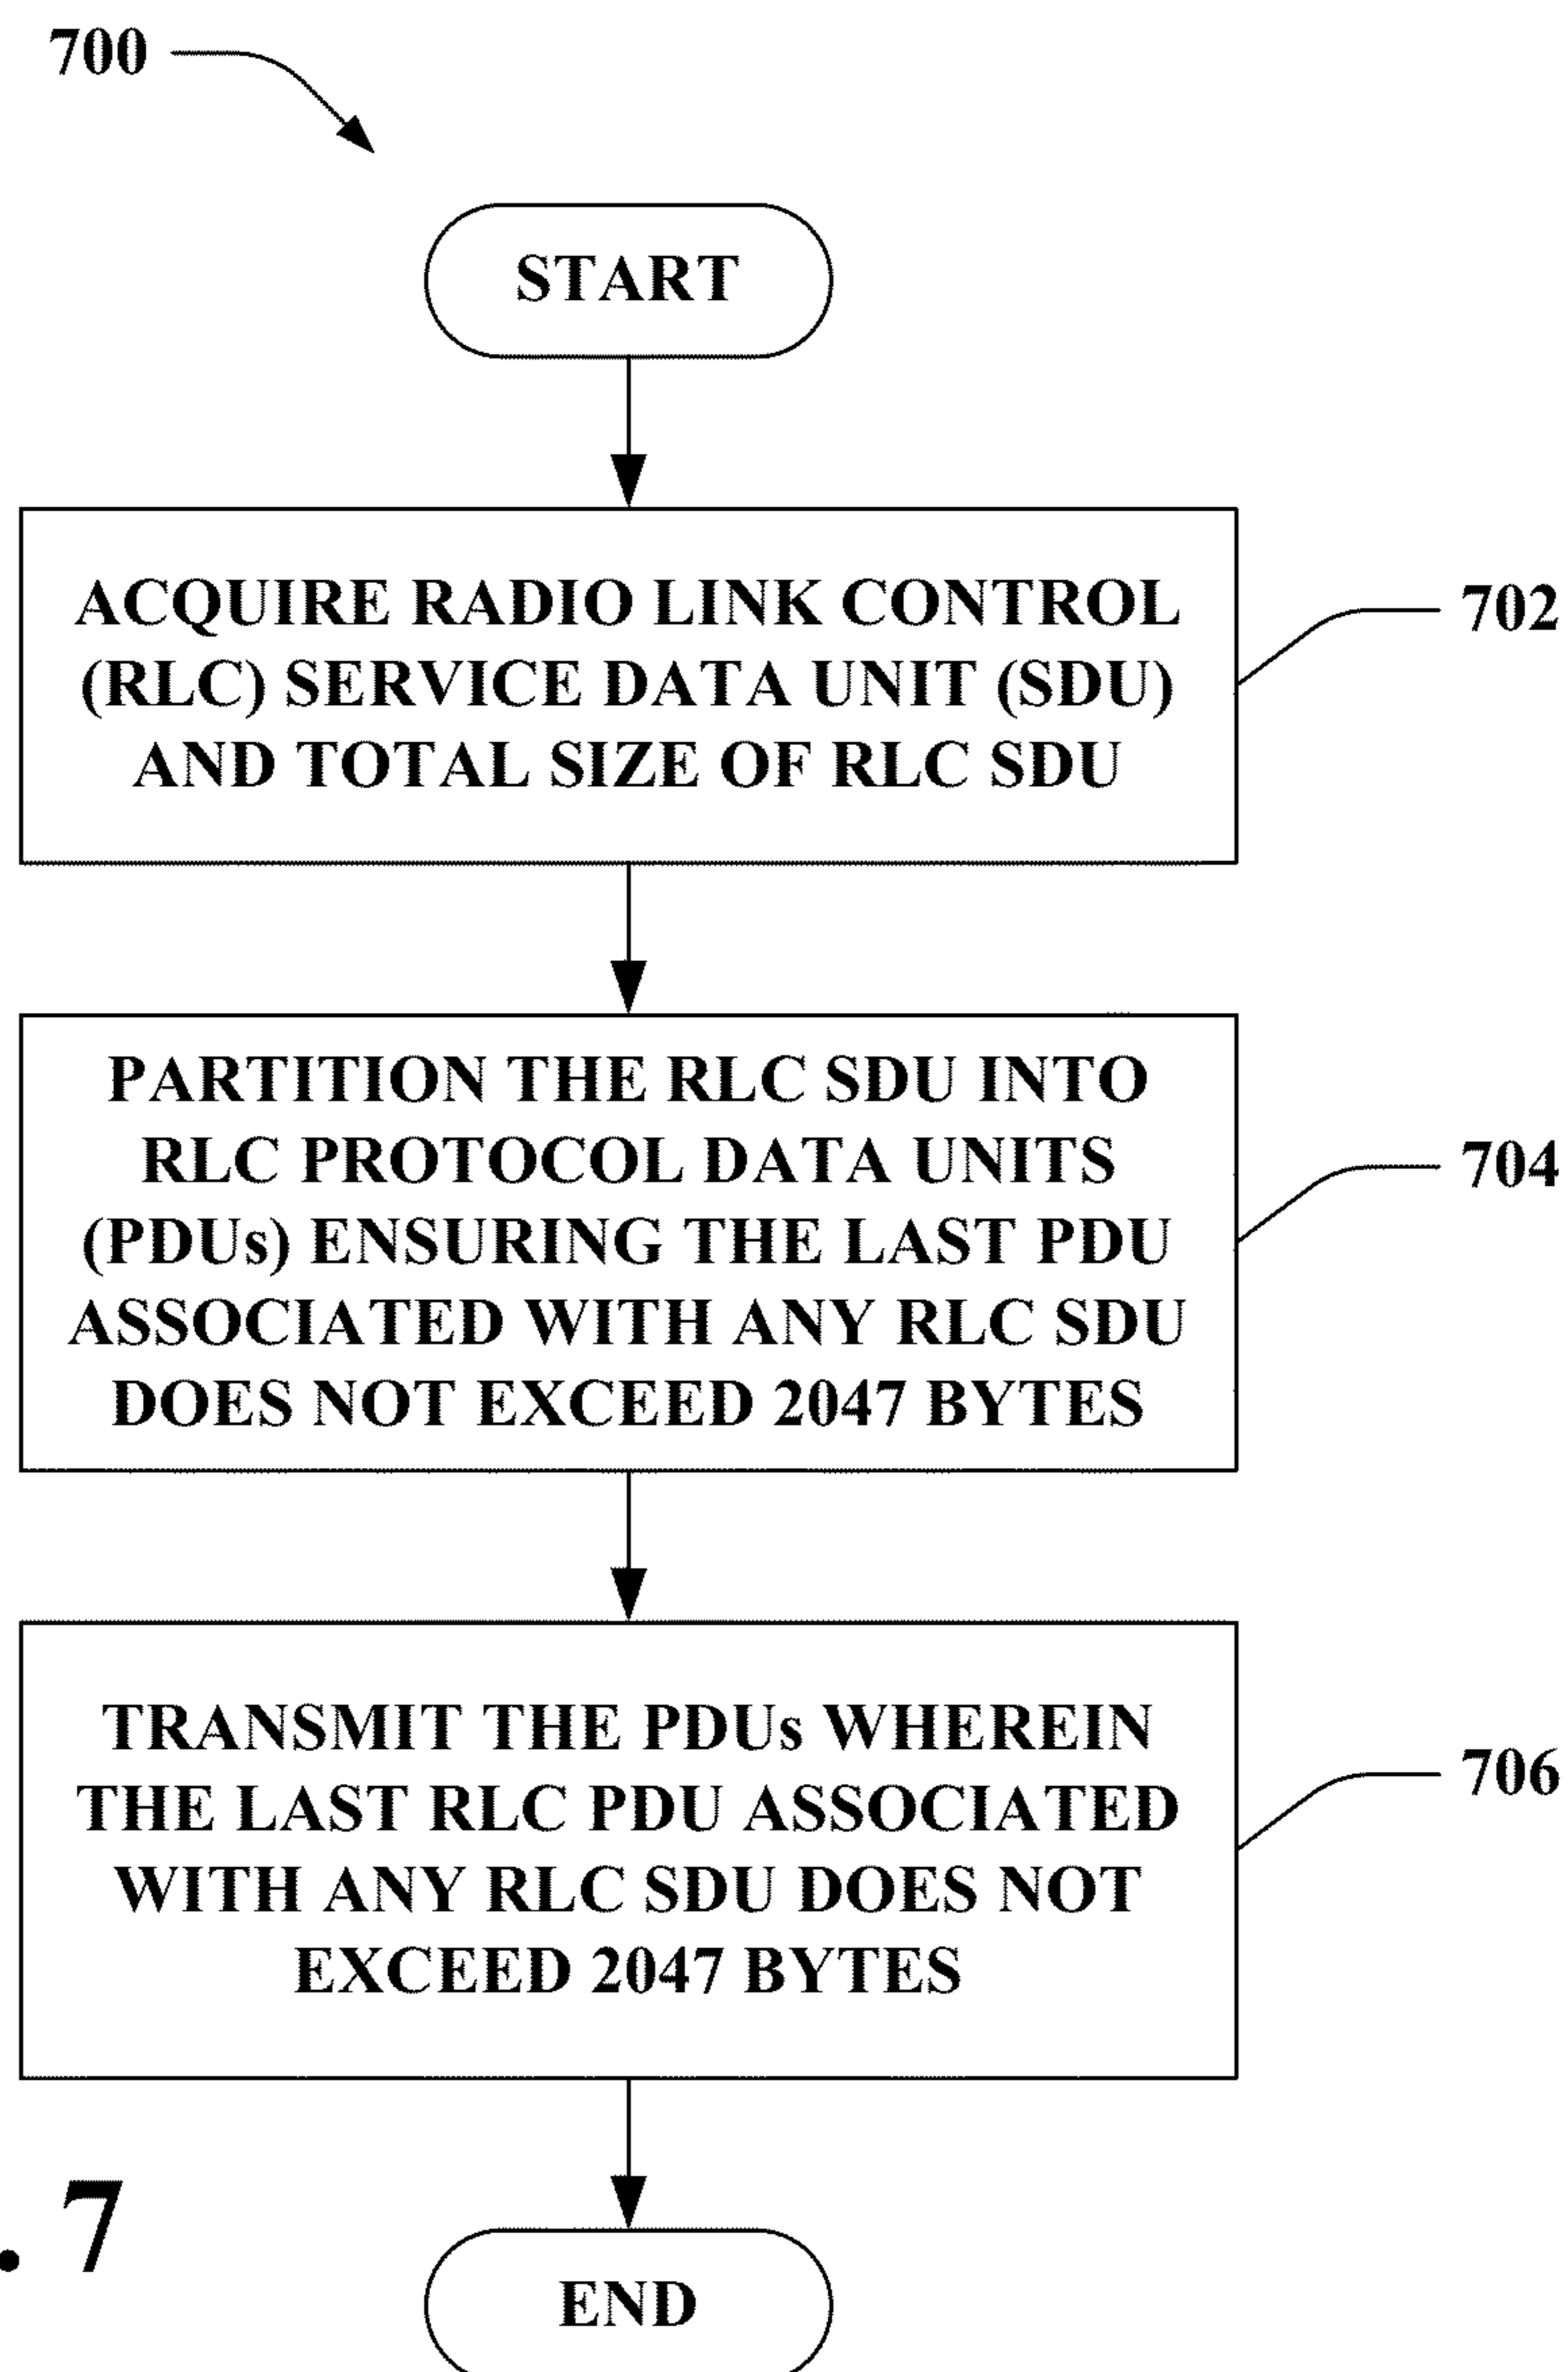 700
START
ACQUIRE RADIO LINK CONTROL
(RLC) SERVICE DATA UNIT (SDU)
AND TOTAL SIZE OF RLC SDU
702
PARTITION THE RLC SDU INTO
RLC PROTOCOL DATA UNITS
(PDUs) ENSURING THE LAST PDU
ASSOCIATED WITH ANY RLC SDU
DOES NOT EXCEED 2047 BYTES
704
TRANSMIT THE PDUs WHEREIN
THE LAST RLC PDU ASSOCIATED
WITH ANY RLC SDU DOES NOT
EXCEED 2047 BYTES
706
. 7
END